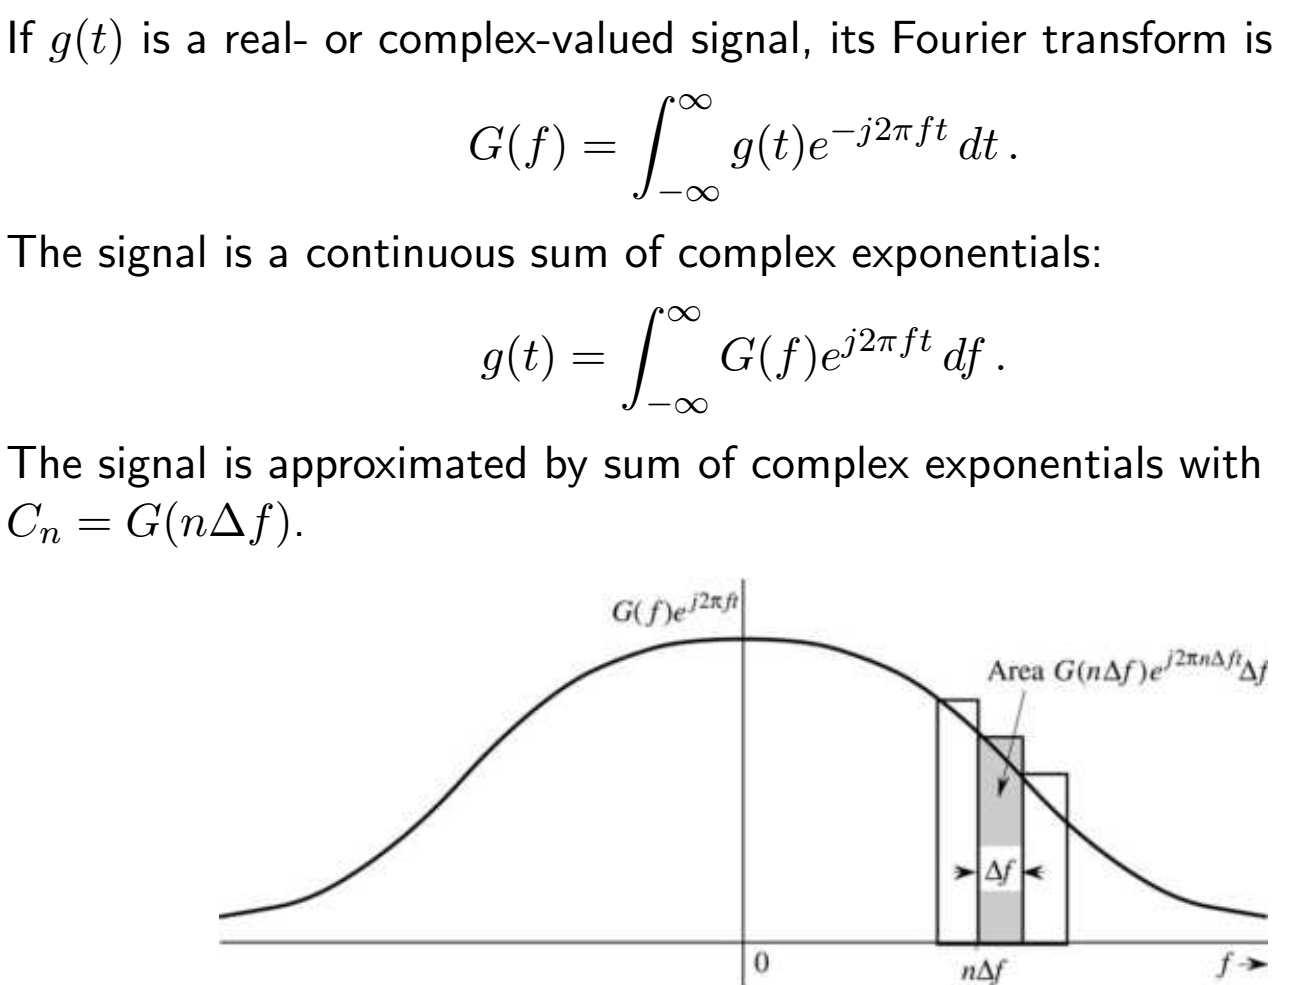 If g(t) is a real- or complex-valued signal, its Fourier transform is
G(f) = ∫_{−∞}^{∞} g(t)e^{−j2πft} dt .
The signal is a continuous sum of complex exponentials:
g(t) = ∫_{−∞}^{∞} G(f)e^{j2πft} df .
The signal is approximated by sum of complex exponentials with
C_n = G(nΔf).
G(f)e^{j2πft}
Area G(nΔf)e^{j2πnΔft}Δf
Δf
0
nΔf
f →